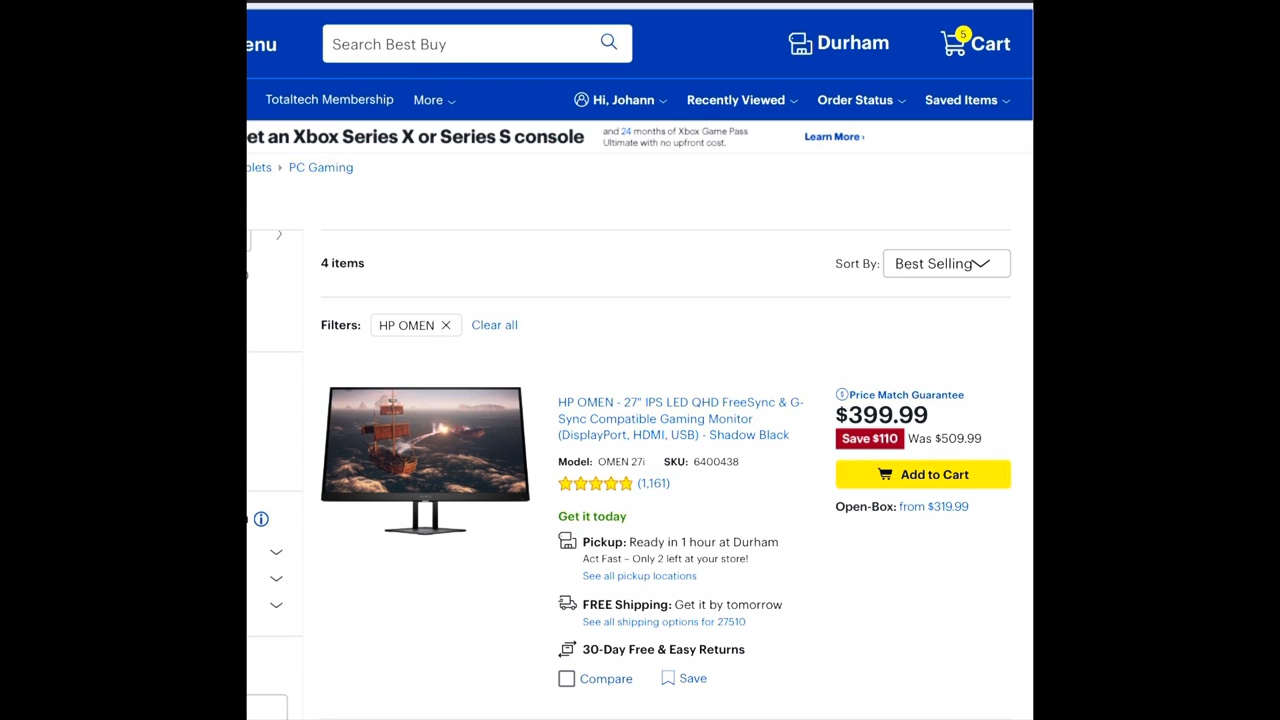 enu
Search Best Buy
Durham
5
Cart
Totaltech Membership
More
Hi, Johann
Recently Viewed
Order Status
Saved Items
et an Xbox Series X or Series S console
and 24 months of Xbox Game Pass
Ultimate with no upfront cost.
Learn More ›
blets
PC Gaming
4 items
Sort By:
Best Selling
Filters:
HP OMEN
Clear all
HP OMEN - 27" IPS LED QHD FreeSync & G-
Sync Compatible Gaming Monitor
(DisplayPort, HDMI, USB) - Shadow Black
Model: OMEN 27i SKU: 6400438
(1,161)
Get it today
Pickup: Ready in 1 hour at Durham
Act Fast – Only 2 left at your store!
See all pickup locations
FREE Shipping: Get it by tomorrow
See all shipping options for 27510
30-Day Free & Easy Returns
Compare
Save
Price Match Guarantee
$399.99
Save $110 Was $509.99
Add to Cart
Open-Box: from $319.99